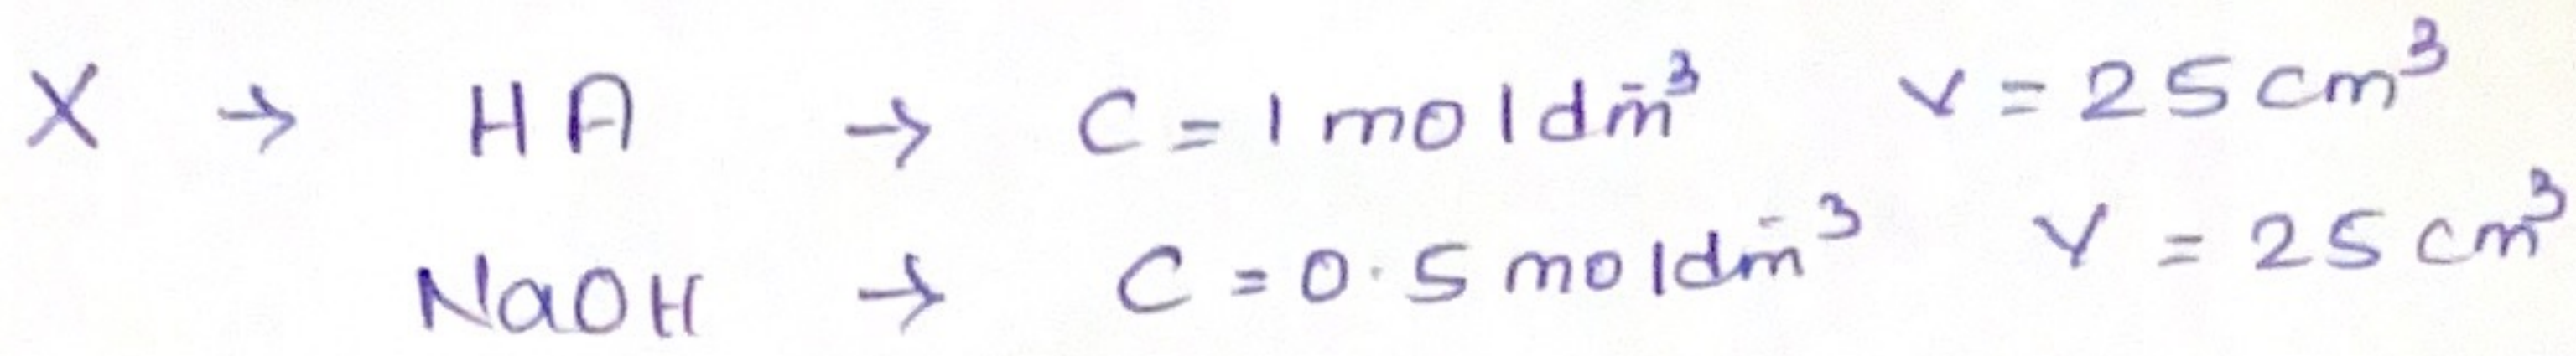 X → HA → C = 1 mol dm⁻³ V = 25 cm³
NaOH → C = 0.5 mol dm⁻³ V = 25 cm³